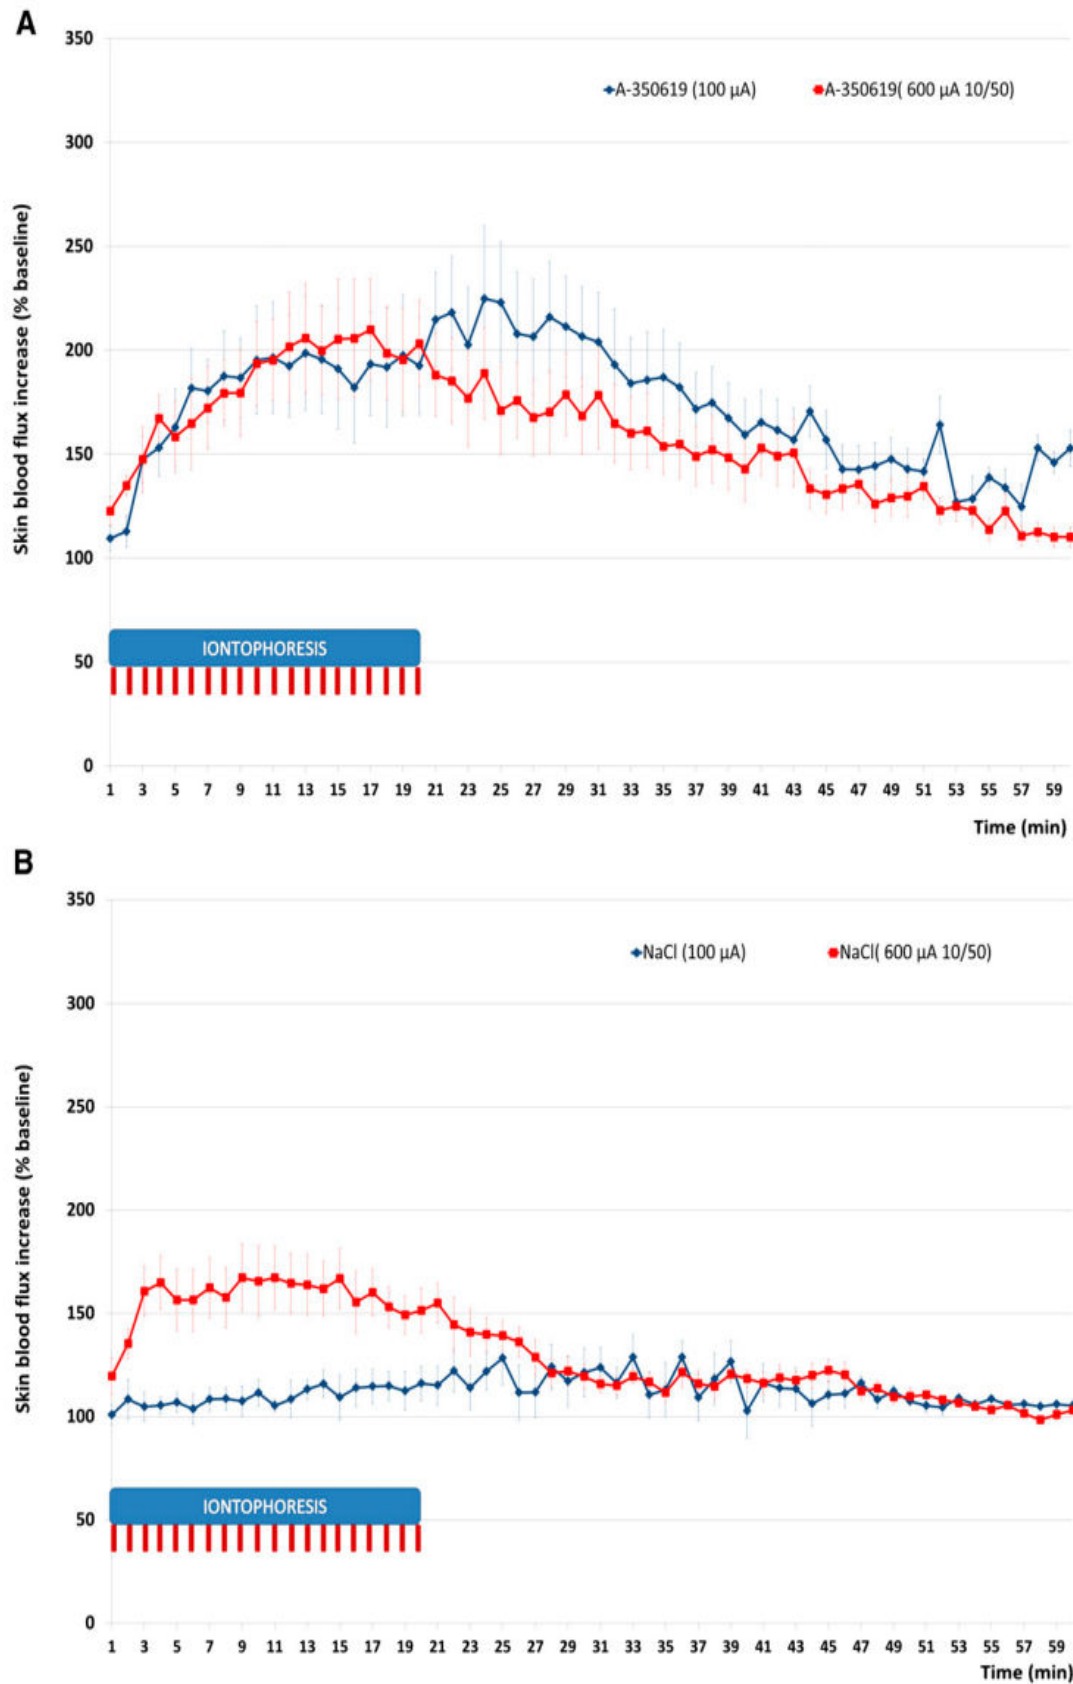 A
350
A-350619 (100 µA) A-350619( 600 µA 10/50)
300
250
200
150
100
50
0
Skin blood flux increase (% baseline)
IONTOPHORESIS
1 3 5 7 9 11 13 15 17 19 21 23 25 27 29 31 33 35 37 39 41 43 45 47 49 51 53 55 57 59
Time (min)
B
350
NaCl (100 µA) NaCl( 600 µA 10/50)
300
250
200
150
100
50
0
Skin blood flux increase (% baseline)
IONTOPHORESIS
1 3 5 7 9 11 13 15 17 19 21 23 25 27 29 31 33 35 37 39 41 43 45 47 49 51 53 55 57 59
Time (min)